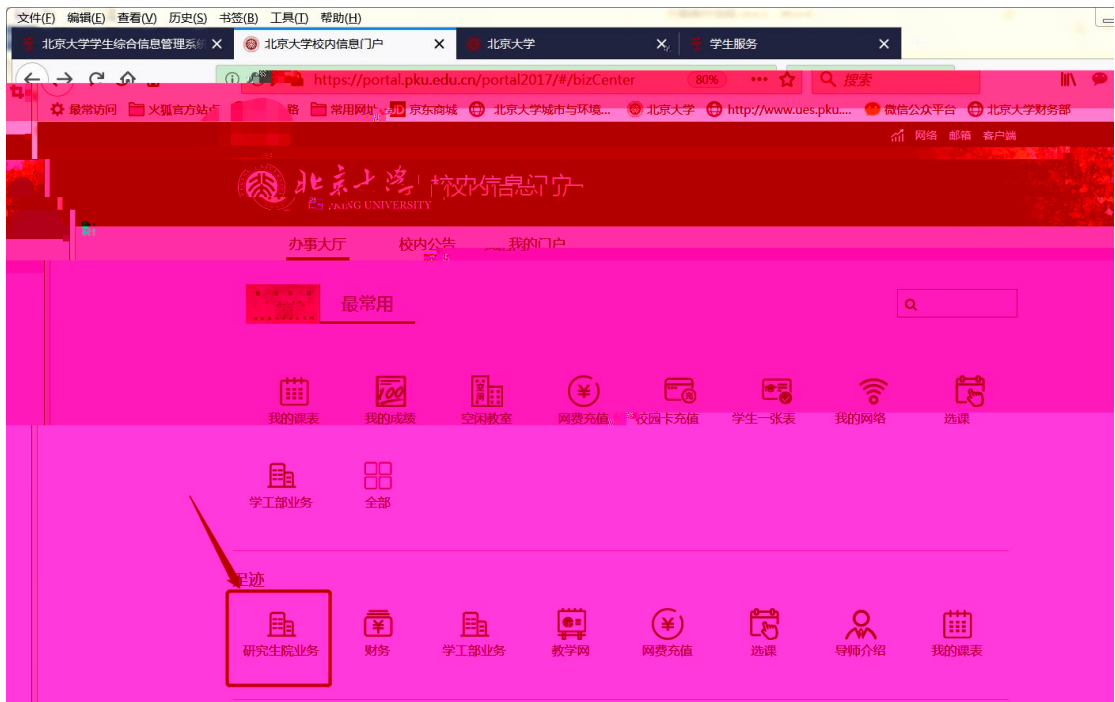 文件(F) 编辑(E) 查看(V) 历史(S) 书签(B) 工具(T) 帮助(H)
北京大学学生综合信息管理系统 北京大学校内信息门户 北京大学 学生服务
https://portal.pku.edu.cn/portal2017/#/bizCenter 80% 搜索
最常访问 火狐官方站点 常用网址 JD 京东商城 北京大学城市与环境... 北京大学 http://www.ues.pku.... 微信公众平台 北京大学财务部
网络 邮箱 客户端
北京大学 校内信息门户
UNIVERSITY
办事大厅 校内公告 我的门户
最常用
我的课表 我的成绩 空闲教室 网费充值 校园卡充值 学生一张表 我的网络 选课
学工部业务 全部
足迹
研究生院业务 财务 学工部业务 教学网 网费充值 选课 导师介绍 我的课表